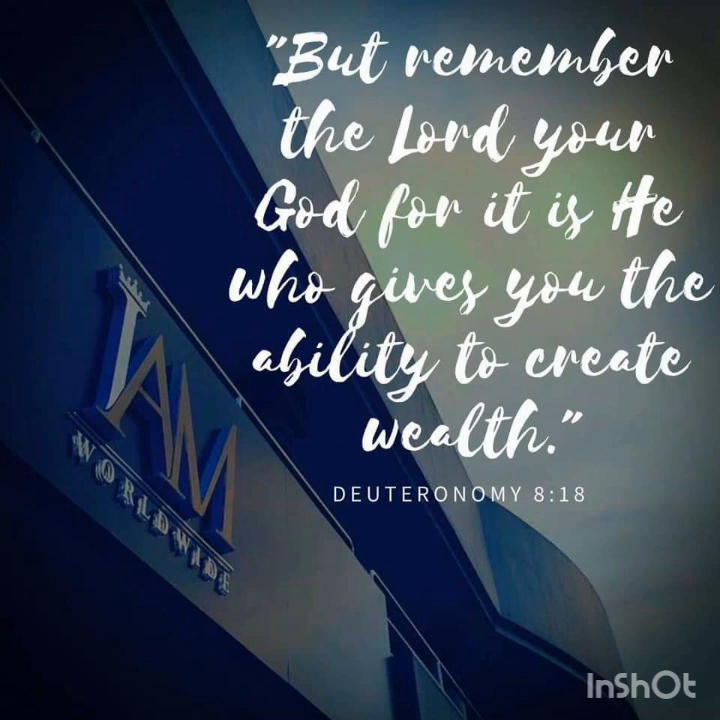 "But remember
the Lord your
God for it is He
who gives you the
ability to create
wealth."
DEUTERONOMY 8:18
IAM
WORLDWIDE
InShOt